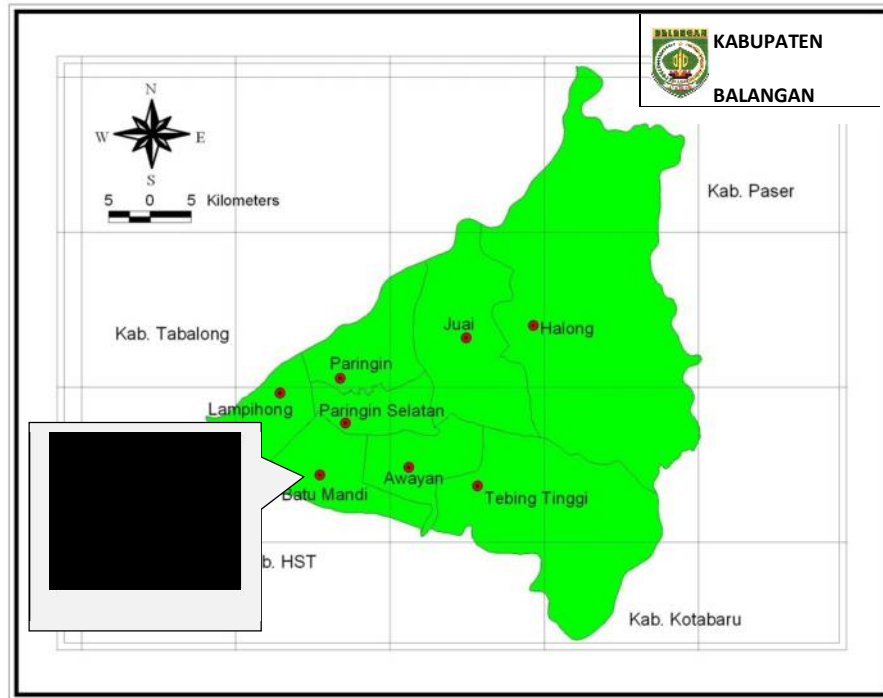 BALANGAN
KABUPATEN
BALANGAN
N
W E
S
5 0 5 Kilometers
Kab. Paser
Kab. Tabalong
Juai
Halong
Paringin
Lampihong
Paringin Selatan
Awayan
Batu Mandi
Tebing Tinggi
b. HST
Kab. Kotabaru